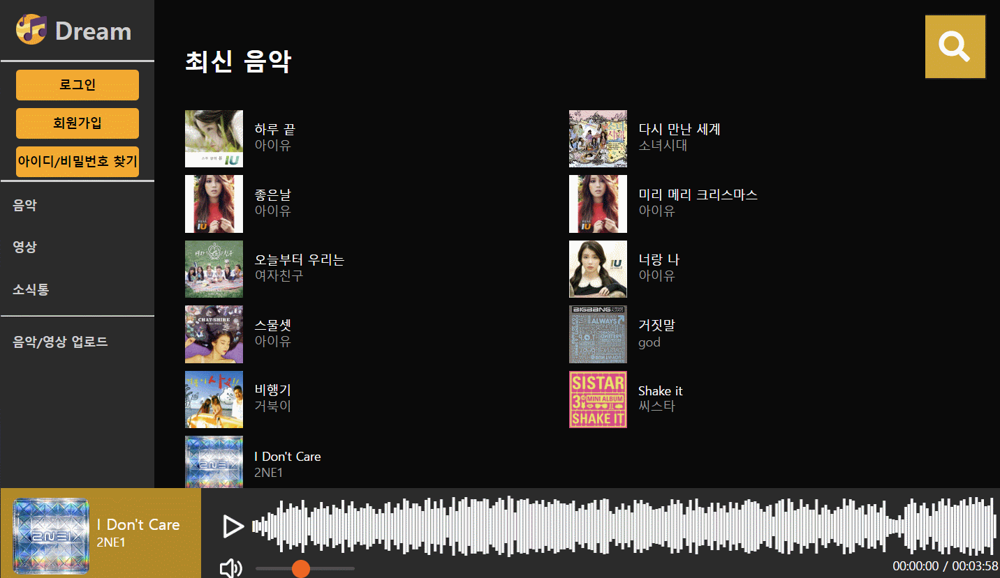 Dream
로그인
회원가입
아이디/비밀번호 찾기
음악
영상
소식통
음악/영상 업로드
최신 음악
하루 끝
아이유
IU
다시 만난 세계
소녀시대
좋은날
아이유
IU
미리 메리 크리스마스
아이유
IU
오늘부터 우리는
여자친구
너랑 나
아이유
IU
스물셋
아이유
CHAT-SHIRE
거짓말
god
BIGBANG
ALWAYS
비행기
거북이
Shake it
씨스타
SISTAR
3rd MINI ALBUM
SHAKE IT
I Don't Care
2NE1
2NE1
I Don't Care
2NE1
2NE1
00:00:00 / 00:03:58